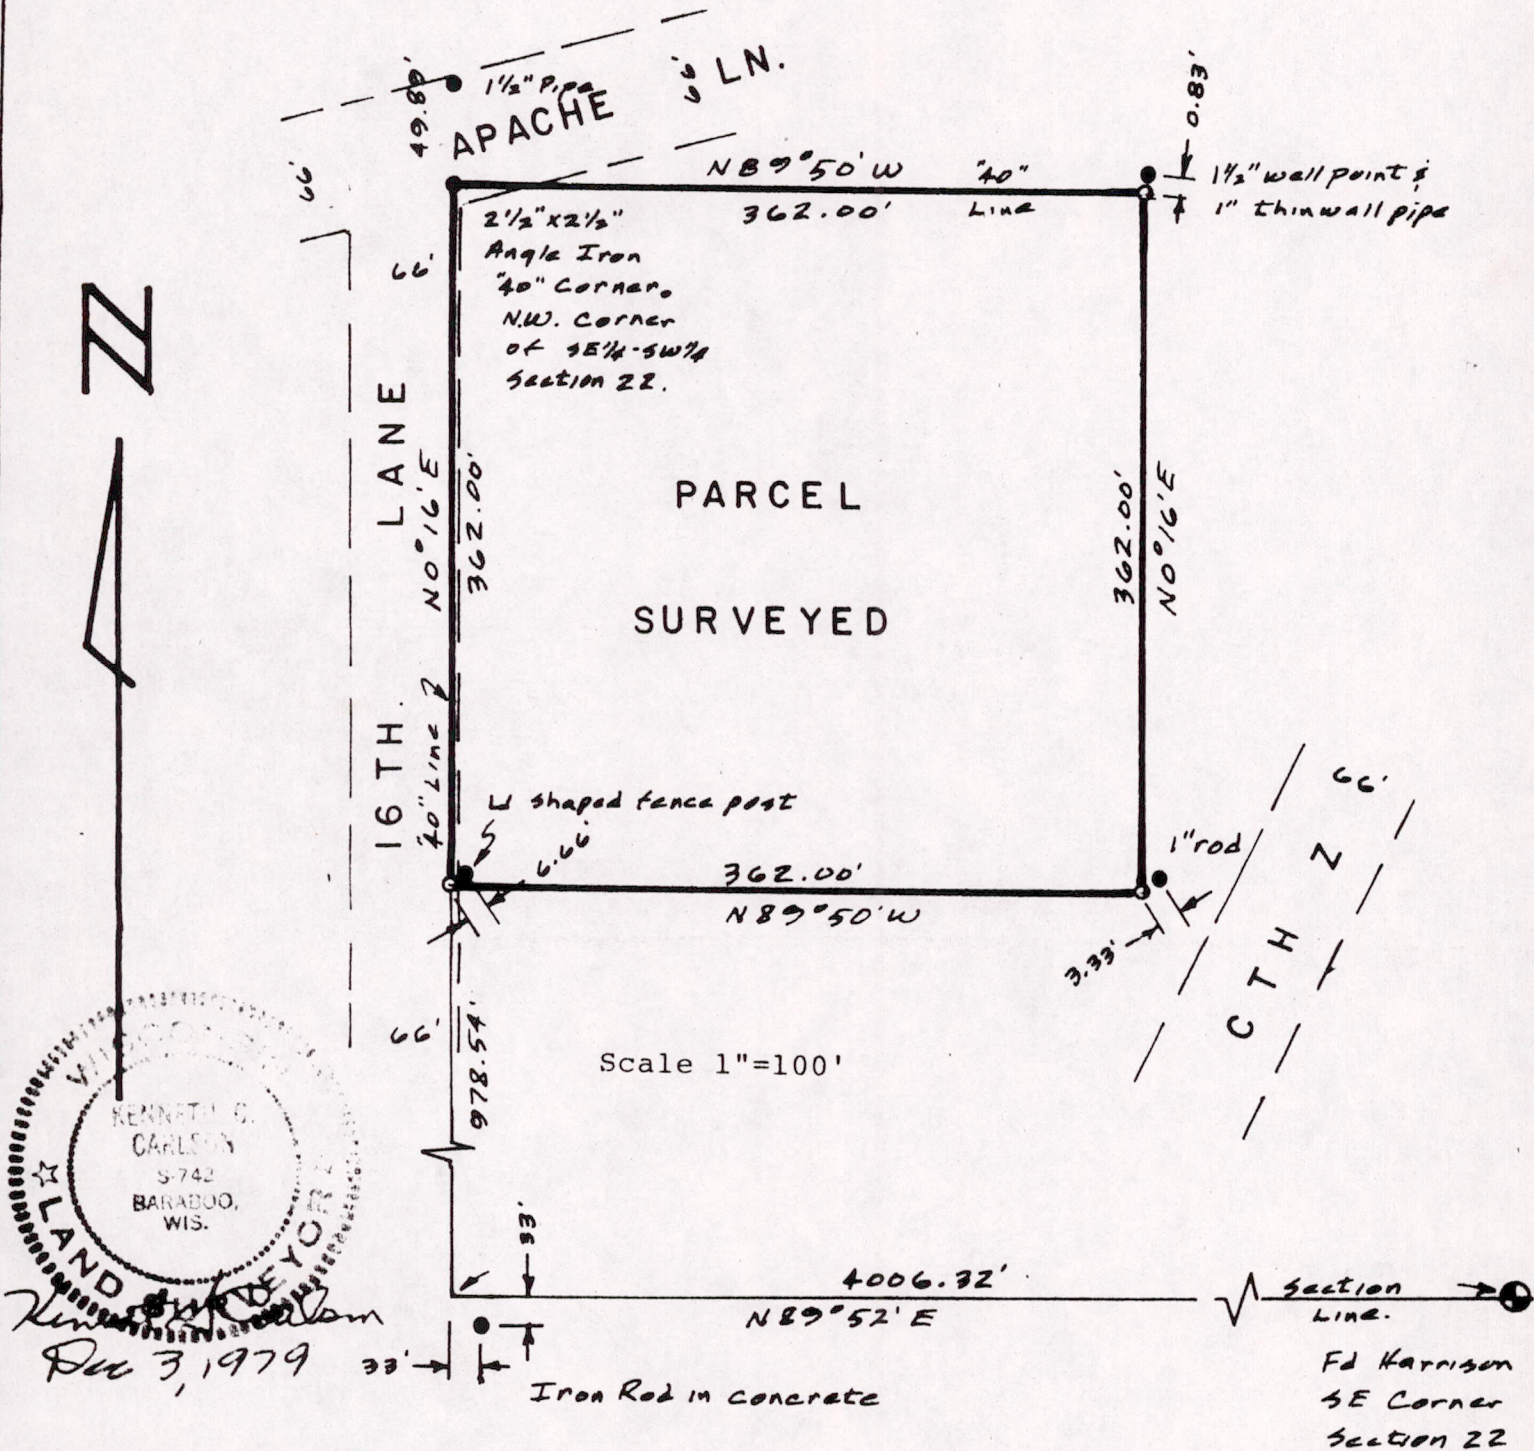 49.80'
1½" Pipe
66'
APACHE LN.
66'
0.83'
N89°50'W
"40"
Line
362.00'
1½" wall point &
1" thinwall pipe
2½"x2½"
Angle Iron
"40" Corner.
N.W. Corner
of SE¼-SW¼
Section 22.
66'
N
16TH. LANE
N0°16'E
362.00'
"40" Line
PARCEL
SURVEYED
362.00'
N0°16'E
U shaped fence post
6.66'
362.00'
N89°50'W
1" rod
3.33'
66'
CTH Z
66'
978.54'
Scale 1"=100'
KENNETH C.
CARLSON
S-742
BARABOO,
WIS.
LAND SURVEYOR
Dec 3, 1979
33'
4006.32'
N89°52'E
Section
Line.
33'
Iron Rod in concrete
Fd Harrison
SE Corner
Section 22